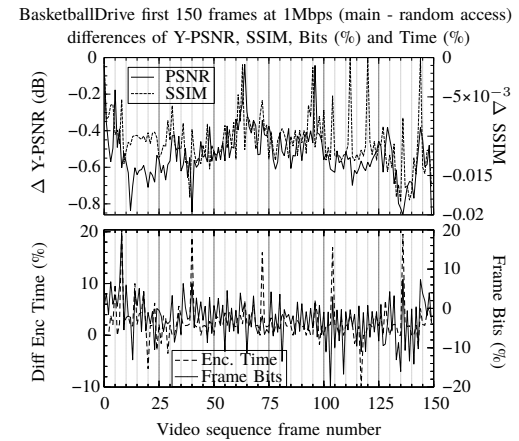 BasketballDrive first 150 frames at 1Mbps (main - random access)
differences of Y-PSNR, SSIM, Bits (%) and Time (%)
Δ Y-PSNR (dB)
0
−0.2
−0.4
−0.6
−0.8
PSNR
SSIM
0
−5×10−3
−0.015
−0.02
Δ SSIM
Diff Enc Time (%)
20
10
0
−10
Enc. Time
Frame Bits
20
10
0
−10
−20
Frame Bits (%)
0 25 50 75 100 125 150
Video sequence frame number